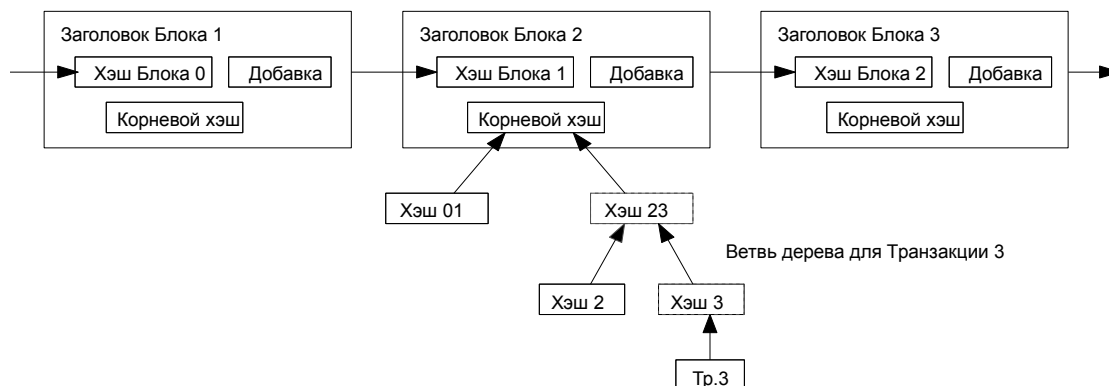 Заголовок Блока 1
Заголовок Блока 2
Заголовок Блока 3
Хэш Блока 0
Добавка
Хэш Блока 1
Добавка
Хэш Блока 2
Добавка
Корневой хэш
Корневой хэш
Корневой хэш
Хэш 01
Хэш 23
Ветвь дерева для Транзакции 3
Хэш 2
Хэш 3
Тр.3